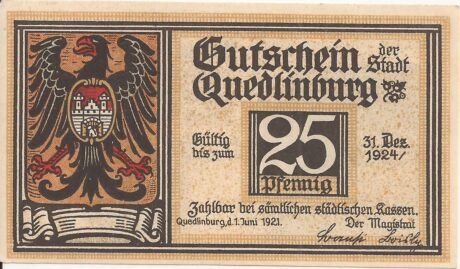 Gutschein der Stadt
Quedlinburg
Gültig bis zum 25 Pfennig 31. Dez. 1924
Zahlbar bei sämtlichen städtischen Kassen.
Quedlinburg, d. 1. Juni 1921. Der Magistrat